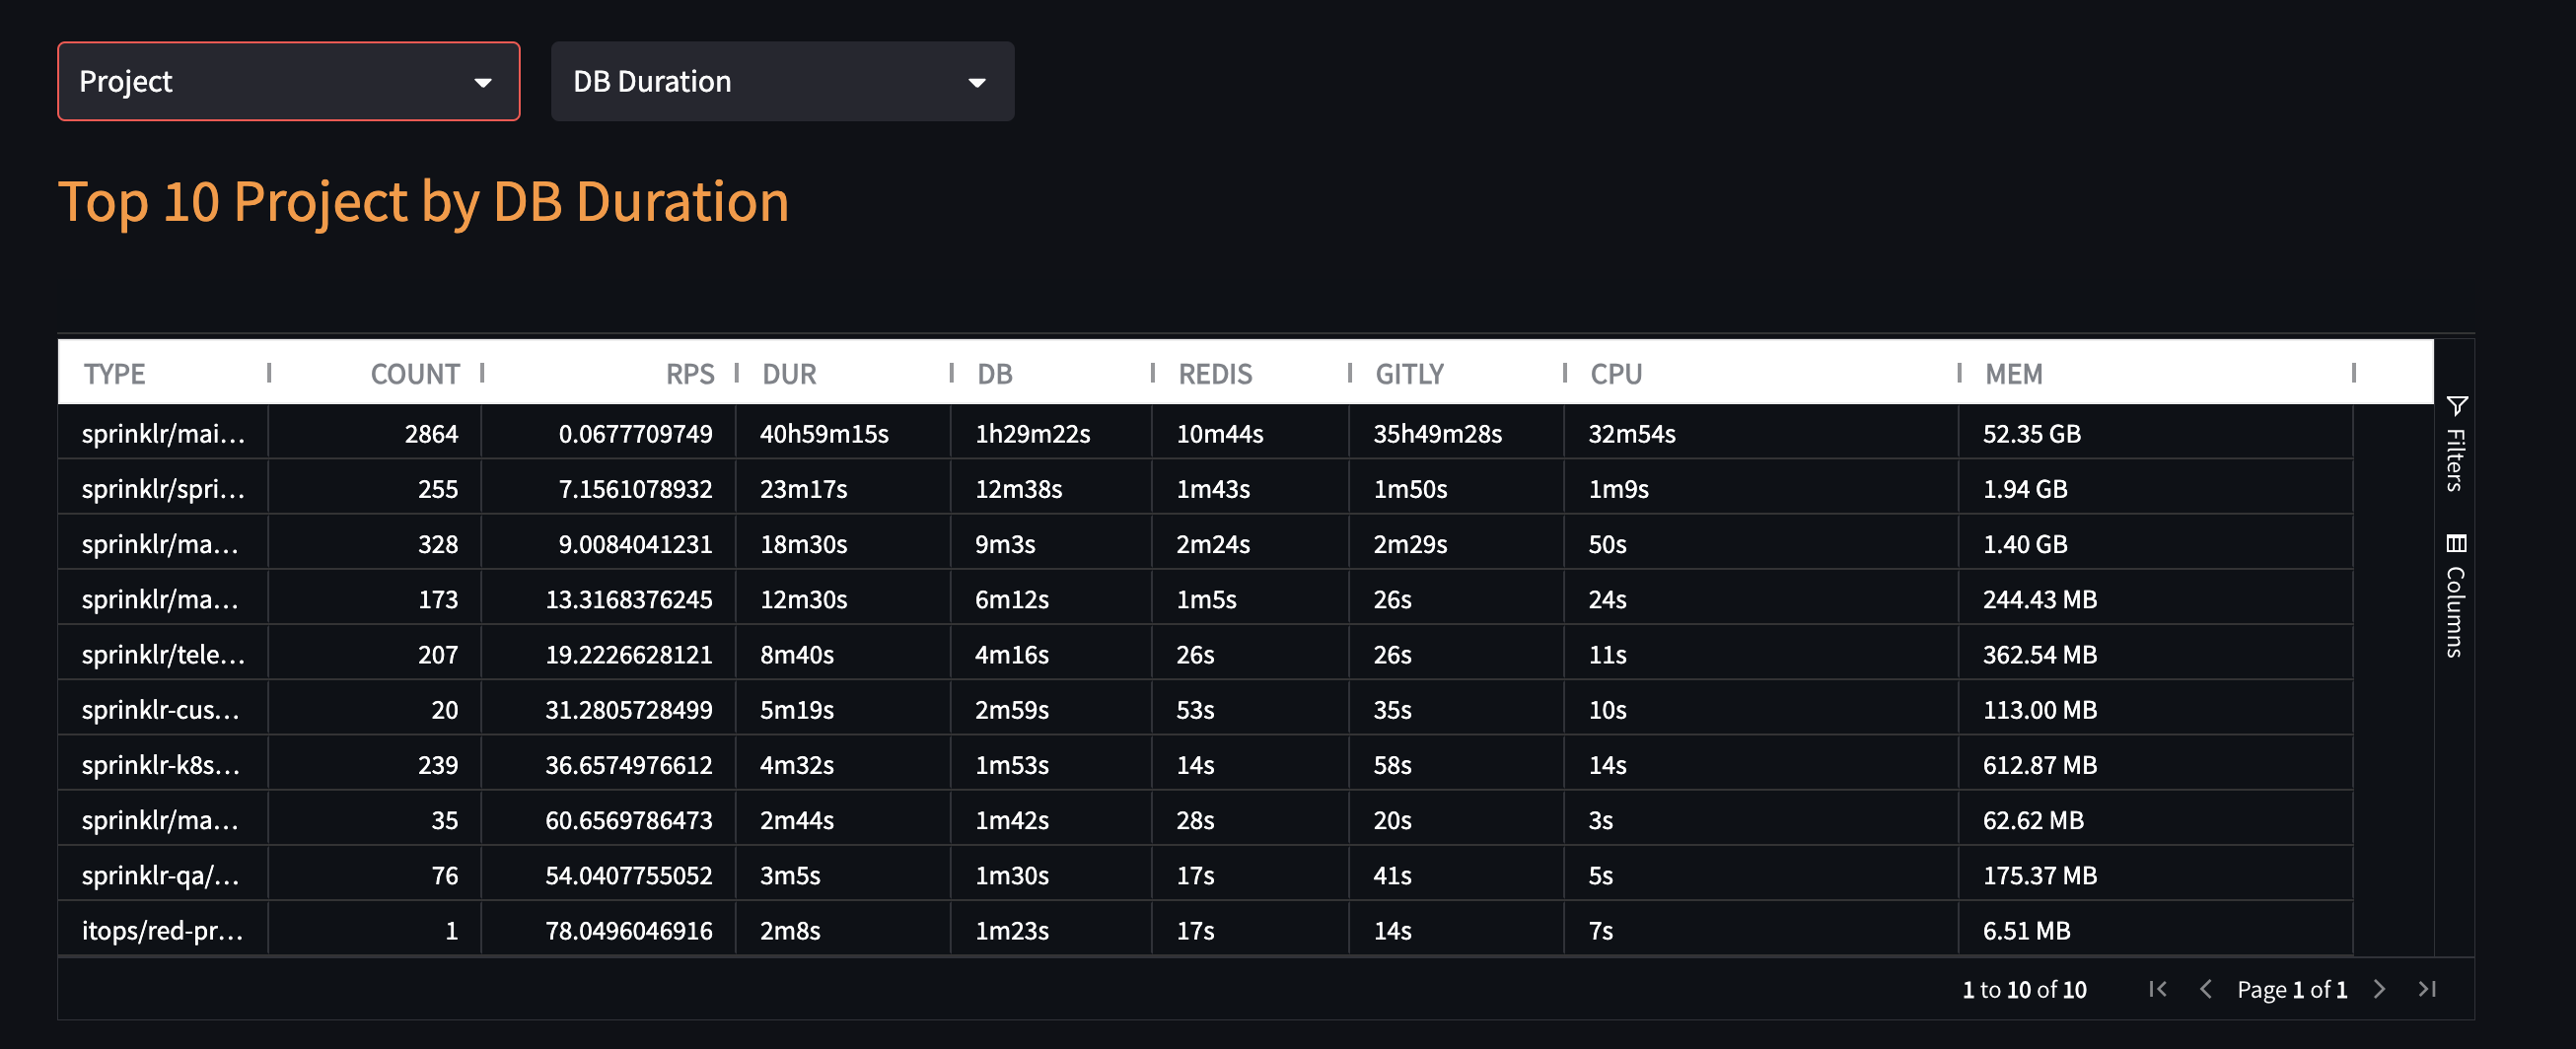 Project DB Duration
Top 10 Project by DB Duration
TYPE COUNT RPS DUR DB REDIS GITLY CPU MEM
sprinklr/mai... 2864 0.0677709749 40h59m15s 1h29m22s 10m44s 35h49m28s 32m54s 52.35 GB
sprinklr/spri... 255 7.1561078932 23m17s 12m38s 1m43s 1m50s 1m9s 1.94 GB
sprinklr/ma... 328 9.0084041231 18m30s 9m3s 2m24s 2m29s 50s 1.40 GB
sprinklr/ma... 173 13.3168376245 12m30s 6m12s 1m5s 26s 24s 244.43 MB
sprinklr/tele... 207 19.2226628121 8m40s 4m16s 26s 26s 11s 362.54 MB
sprinklr-cus... 20 31.2805728499 5m19s 2m59s 53s 35s 10s 113.00 MB
sprinklr-k8s... 239 36.6574976612 4m32s 1m53s 14s 58s 14s 612.87 MB
sprinklr/ma... 35 60.6569786473 2m44s 1m42s 28s 20s 3s 62.62 MB
sprinklr-qa/... 76 54.0407755052 3m5s 1m30s 17s 41s 5s 175.37 MB
itops/red-pr... 1 78.0496046916 2m8s 1m23s 17s 14s 7s 6.51 MB
Filters
Columns
1 to 10 of 10 Page 1 of 1